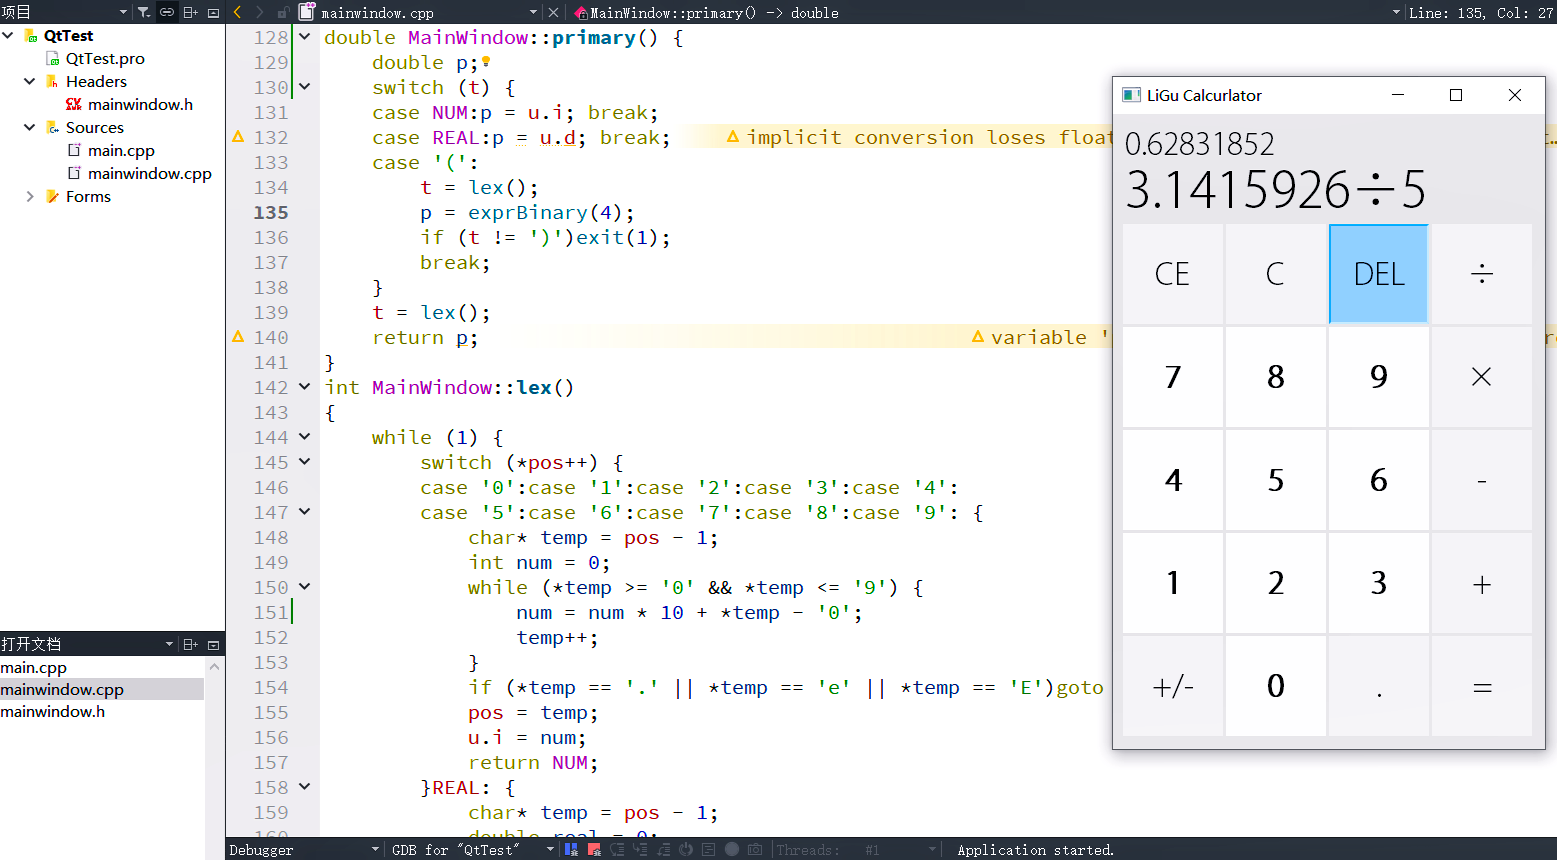 项目
mainwindow.cpp
MainWindow::primary() -> double
Line: 135, Col: 27
QtTest
QtTest.pro
Headers
mainwindow.h
Sources
main.cpp
mainwindow.cpp
Forms
打开文档
main.cpp
mainwindow.cpp
mainwindow.h
128 double MainWindow::primary() {
129 double p;
130 switch (t) {
131 case NUM:p = u.i; break;
132 case REAL:p = u.d; break; implicit conversion loses float
133 case '(':
134 t = lex();
135 p = exprBinary(4);
136 if (t != ')')exit(1);
137 break;
138 }
139 t = lex();
140 return p; variable '
141 }
142 int MainWindow::lex()
143 {
144 while (1) {
145 switch (*pos++) {
146 case '0':case '1':case '2':case '3':case '4':
147 case '5':case '6':case '7':case '8':case '9': {
148 char* temp = pos - 1;
149 int num = 0;
150 while (*temp >= '0' && *temp <= '9') {
151 num = num * 10 + *temp - '0';
152 temp++;
153 }
154 if (*temp == '.' || *temp == 'e' || *temp == 'E')goto
155 pos = temp;
156 u.i = num;
157 return NUM;
158 }REAL: {
159 char* temp = pos - 1;
160 double real = 0;
LiGu Calcurlator
0.62831852
3.1415926÷5
CE C DEL ÷
7 8 9 ×
4 5 6 -
1 2 3 +
+/- 0 . =
Debugger
GDB for "QtTest"
Threads:
#1
Application started.